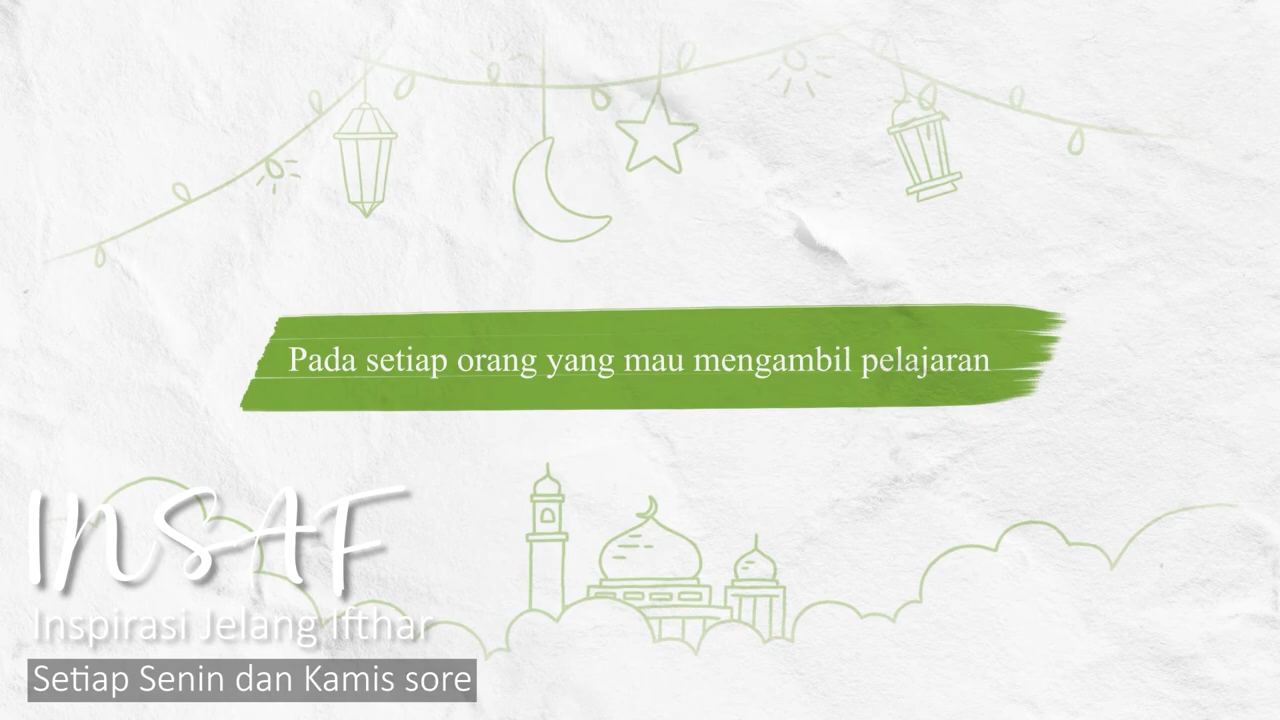 Pada setiap orang yang mau mengambil pelajaran
INSAF
Inspirasi Jelang Ifthar
Setiap Senin dan Kamis sore